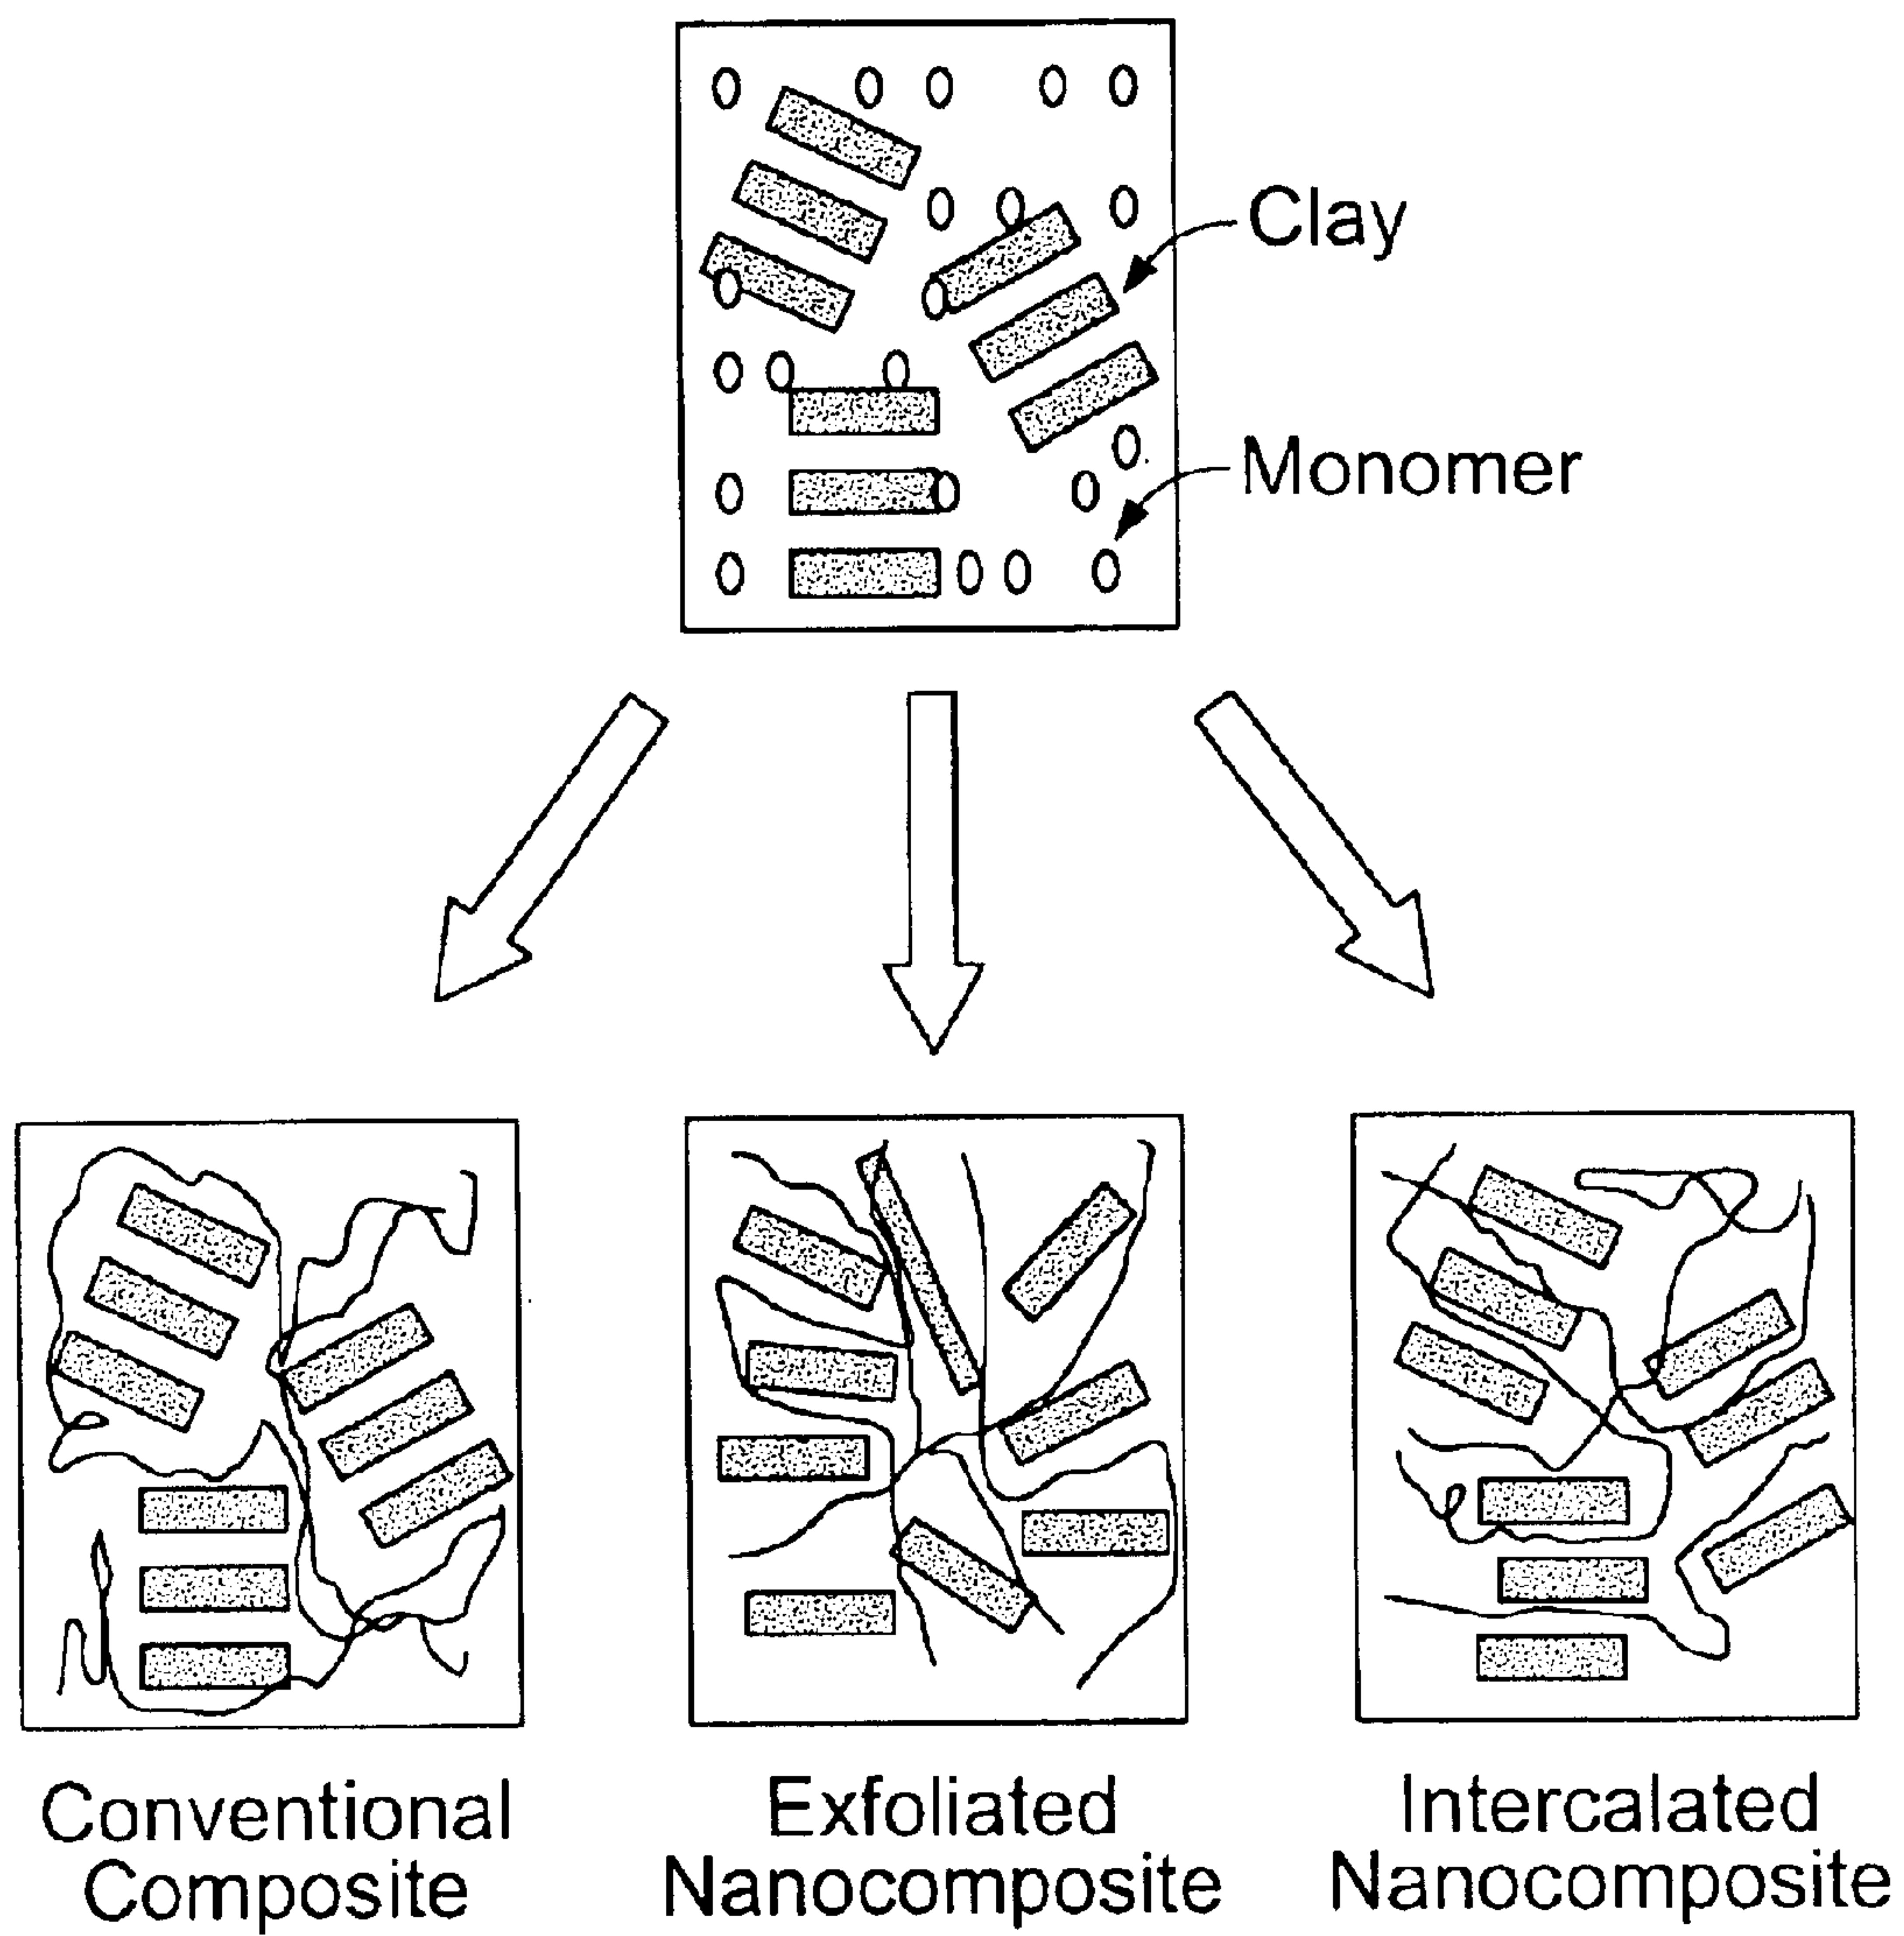 Clay
Monomer
Conventional
Composite
Exfoliated
Nanocomposite
Intercalated
Nanocomposite